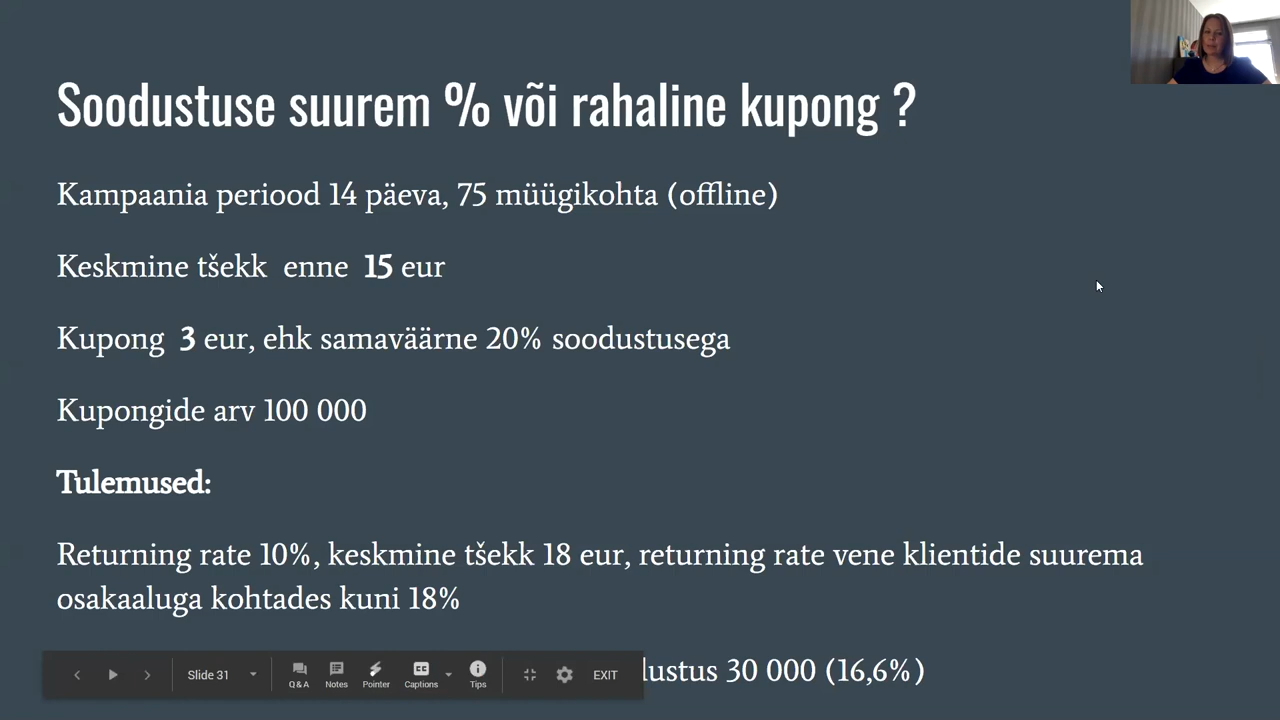 Soodustuse suurem % või rahaline kupong ?
Kampaania periood 14 päeva, 75 müügikohta (offline)
Keskmine tšekk enne 15 eur
Kupong 3 eur, ehk samaväärne 20% soodustusega
Kupongide arv 100 000
Tulemused:
Returning rate 10%, keskmine tšekk 18 eur, returning rate vene klientide suurema
osakaaluga kohtades kuni 18%
30 000 (16,6%)
Slide 31
Q & A
Notes
Pointer
Captions
Tips
EXIT